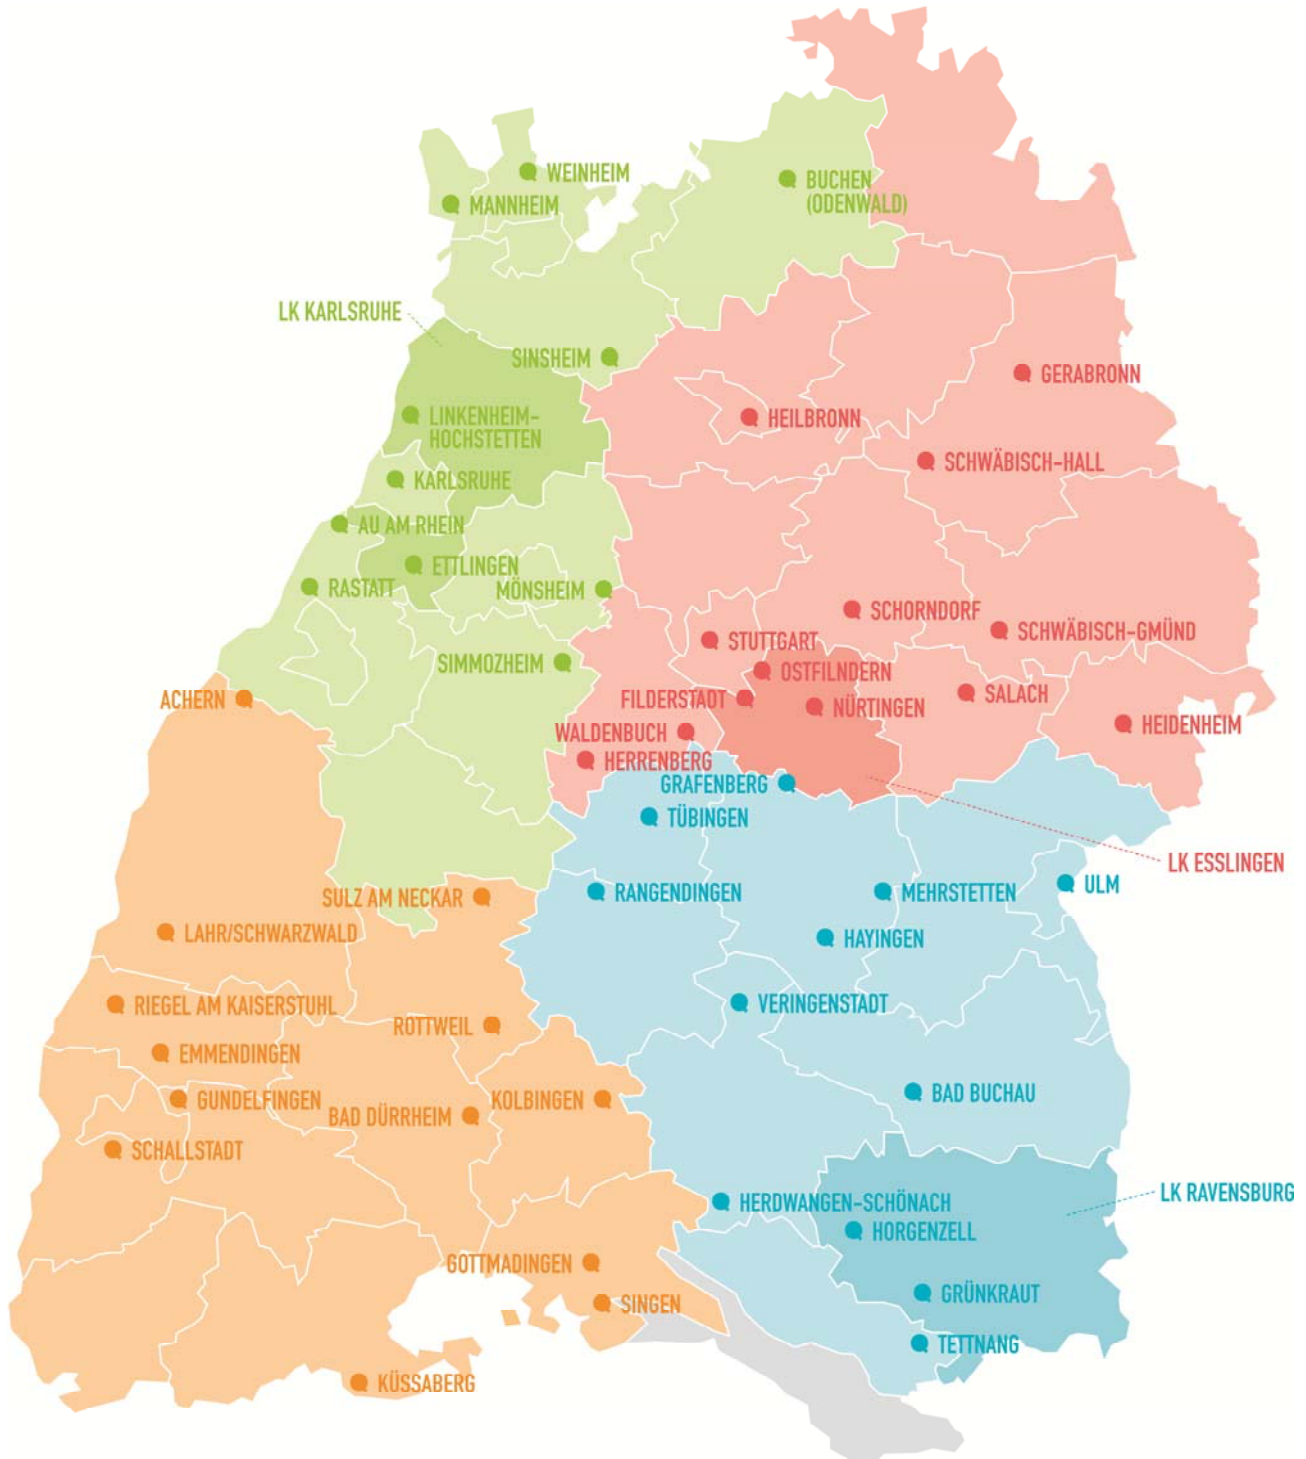 WEINHEIM
MANNHEIM
BUCHEN
(ODENWALD)
LK KARLSRUHE
SINSHEIM
GERABRONN
LINKENHEIM-
HOCHSTETTEN
HEILBRONN
SCHWÄBISCH-HALL
KARLSRUHE
AU AM RHEIN
ETTLINGEN
RASTATT
MÖNSHEIM
SCHORNDORF
SCHWÄBISCH-GMÜND
STUTTGART
SIMMOZHEIM
OSTFILNDERN
ACHERN
FILDERSTADT
NÜRTINGEN
SALACH
HEIDENHEIM
WALDENBUCH
HERRENBERG
GRAFENBERG
TÜBINGEN
LK ESSLINGEN
SULZ AM NECKAR
RANGENDINGEN
MEHRSTETTEN
ULM
LAHR/SCHWARZWALD
HAYINGEN
RIEGEL AM KAISERSTUHL
VERINGENSTADT
ROTTWEIL
EMMENDINGEN
GUNDELFINGEN
BAD DÜRRHEIM
KOLBINGEN
BAD BUCHAU
SCHALLSTADT
HERDWANGEN-SCHÖNACH
LK RAVENSBURG
HORGENZELL
GOTTMADINGEN
GRÜNKRAUT
SINGEN
TETTNANG
KÜSSABERG